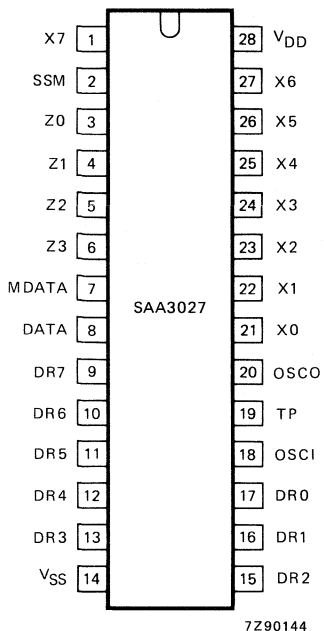 X7 1 28 VDD
SSM 2 27 X6
Z0 3 26 X5
Z1 4 25 X4
Z2 5 24 X3
Z3 6 23 X2
MDATA 7 22 X1
SAA3027
DATA 8 21 X0
DR7 9 20 OSCO
DR6 10 19 TP
DR5 11 18 OSCI
DR4 12 17 DR0
DR3 13 16 DR1
VSS 14 15 DR2
7Z90144